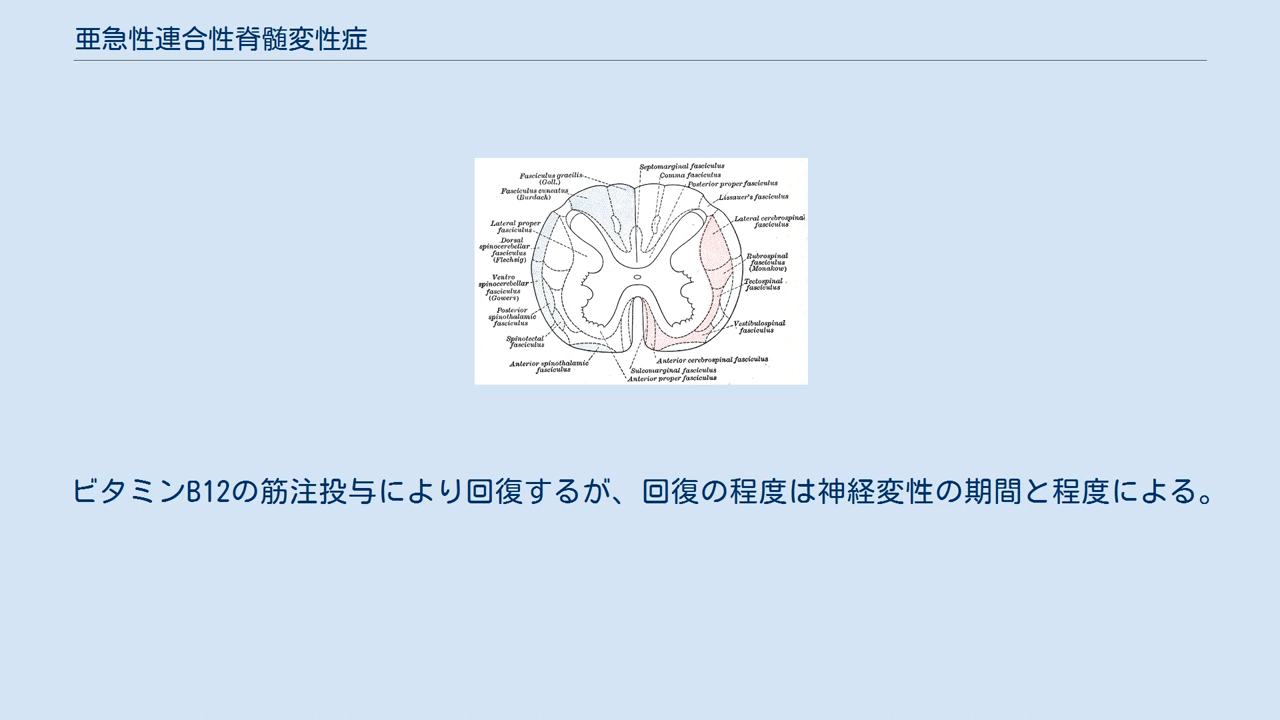 亜急性連合性脊髄変性症
Septomarginal fasciculus
Comma fasciculus
Posterior proper fasciculus
Lissauer's fasciculus
Lateral cerebrospinal
fasciculus
Rubrospinal
fasciculus
(Monakow)
Tectospinal
fasciculus
Vestibulospinal
fasciculus
Anterior cerebrospinal fasciculus
Sulcomarginal fasciculus
Anterior proper fasciculus
Fasciculus gracilis
(Goll.)
Fasciculus cuneatus
(Burdach)
Lateral proper
fasciculus
Dorsal
spinocerebellar
fasciculus
(Flechsig)
Ventro
spinocerebellar
fasciculus
(Gowers)
Posterior
spinothalamic
fasciculus
Spinotectal
fasciculus
Anterior spinothalamic
fasciculus
ビタミンB12の筋注投与により回復するが、回復の程度は神経変性の期間と程度による。